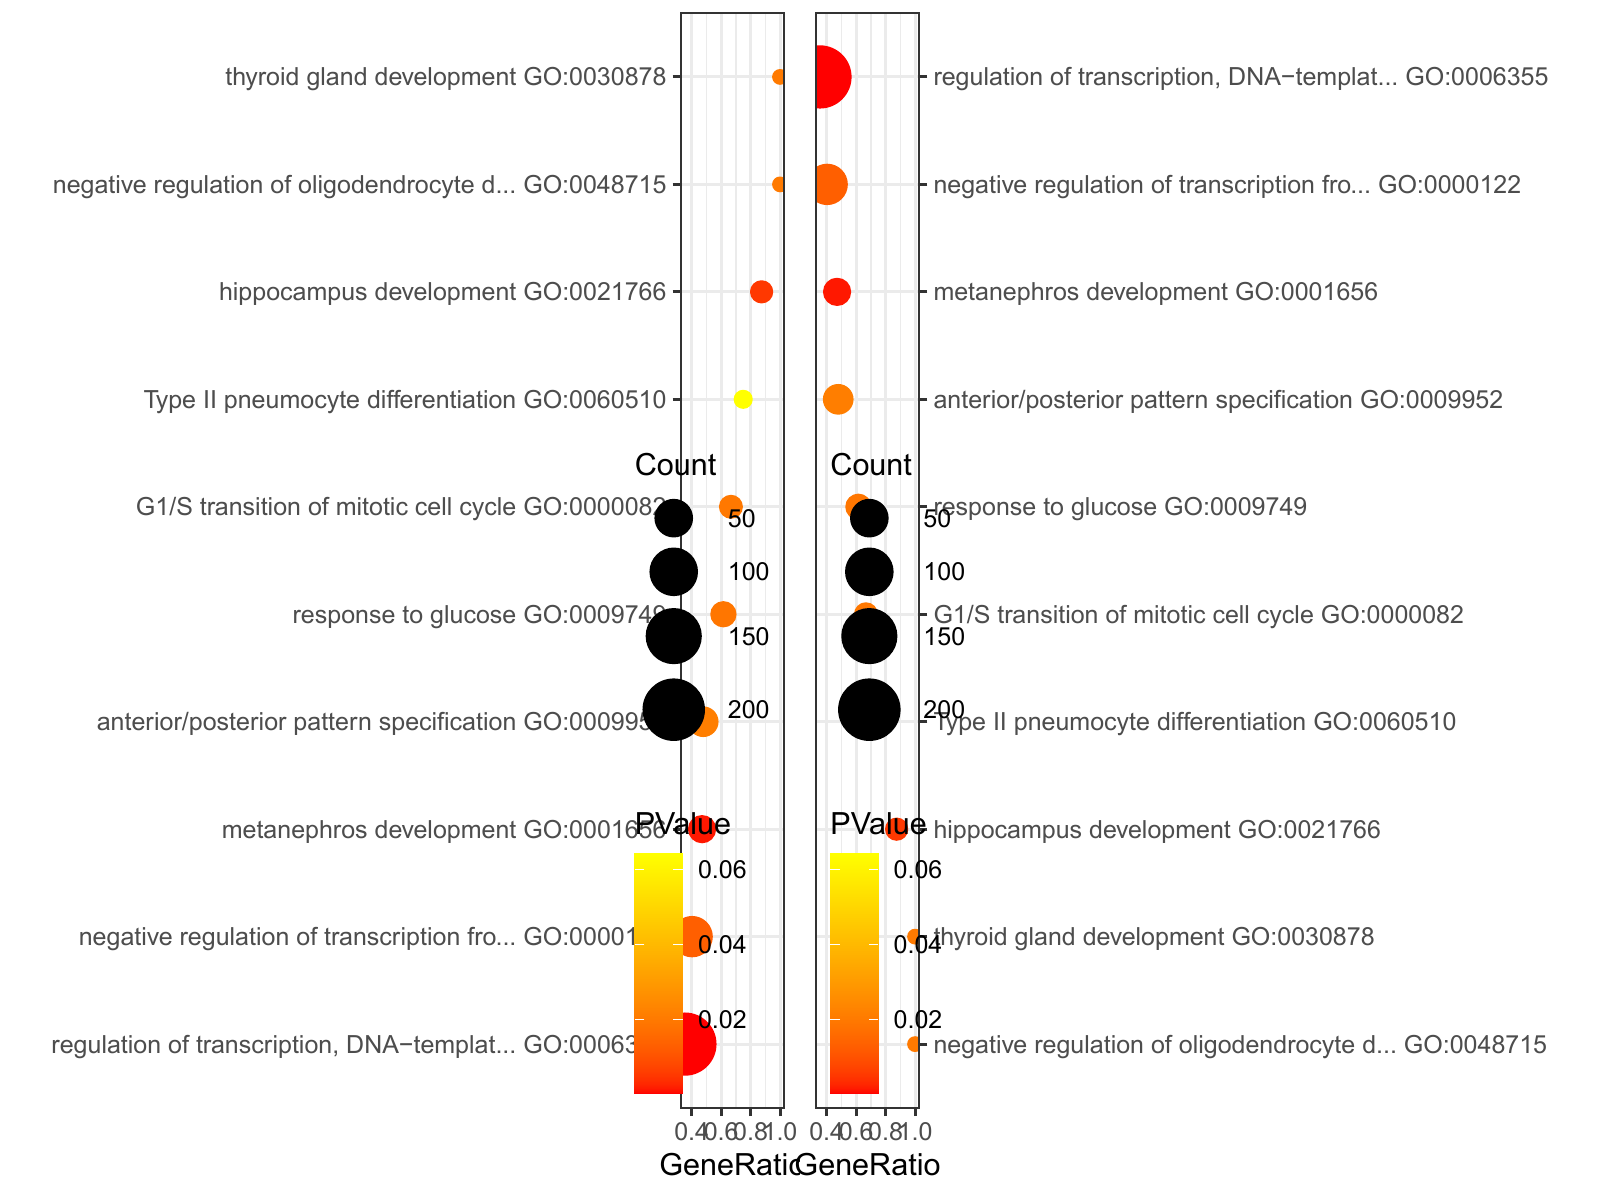 thyroid gland development GO:0030878
negative regulation of oligodendrocyte d... GO:0048715
hippocampus development GO:0021766
Type II pneumocyte differentiation GO:0060510
G1/S transition of mitotic cell cycle GO:0000082
response to glucose GO:0009749
anterior/posterior pattern specification
metanephros development GO:0001656
negative regulation of transcription fro...
regulation of transcription, DNA−templat...
Count
50
100
150
200
PValue
0.06
0.04
0.02
0.4
0.6
0.8
1.0
GeneRatio
regulation of transcription, DNA−templat... GO:0006355
negative regulation of transcription fro... GO:0000122
metanephros development GO:0001656
anterior/posterior pattern specification GO:0009952
response to glucose GO:0009749
G1/S transition of mitotic cell cycle GO:0000082
Type II pneumocyte differentiation GO:0060510
hippocampus development GO:0021766
thyroid gland development GO:0030878
negative regulation of oligodendrocyte d... GO:0048715
Count
50
100
150
200
PValue
0.06
0.04
0.02
0.4
0.6
0.8
1.0
GeneRatio